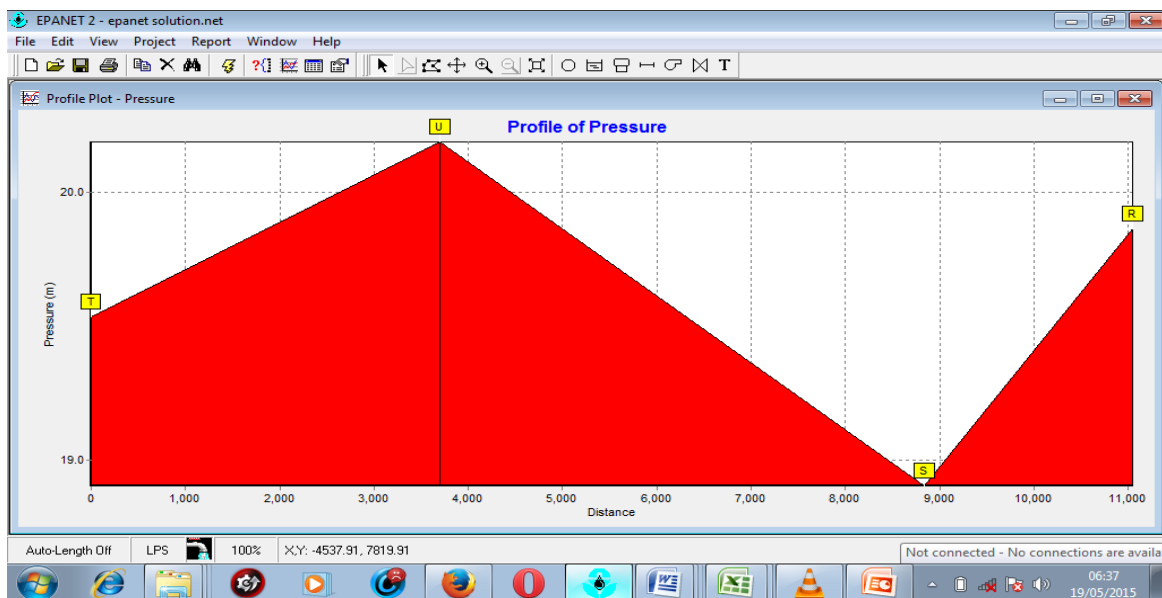 EPANET 2 - epanet solution.net
File Edit View Project Report Window Help
T
Profile Plot - Pressure
Profile of Pressure
U
20.0
R
T
Pressure (m)
19.0
S
0 1,000 2,000 3,000 4,000 5,000 6,000 7,000 8,000 9,000 10,000 11,000
Distance
Auto-Length Off LPS 100% X,Y: -4537.91, 7819.91
Not connected - No connections are availa
06:37
19/05/2015